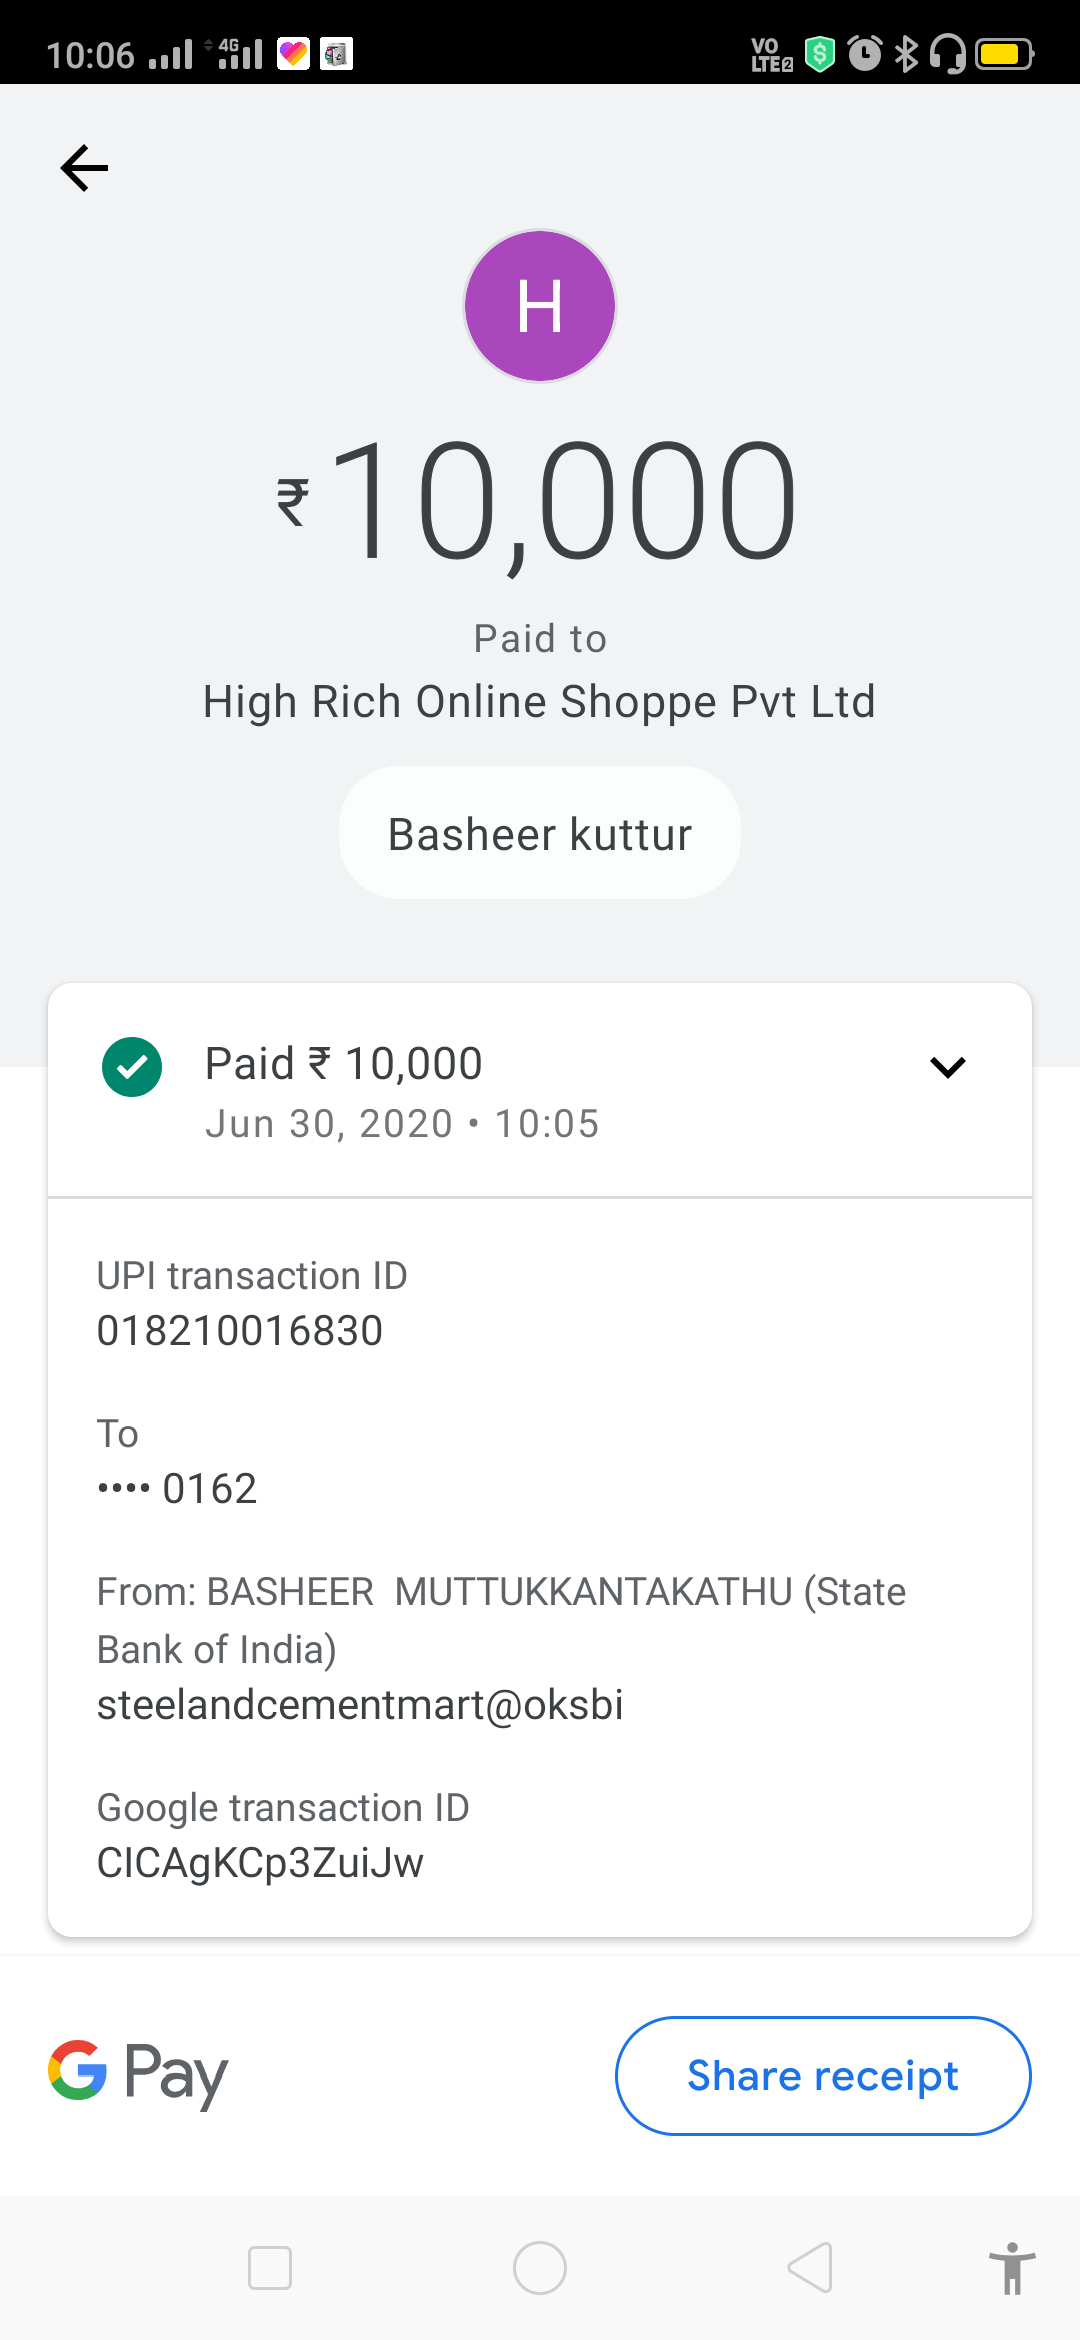 10:06 4G VO LTE2
H
₹10,000
Paid to
High Rich Online Shoppe Pvt Ltd
Basheer kuttur
Paid ₹ 10,000
Jun 30, 2020 • 10:05
UPI transaction ID
018210016830
To
•••• 0162
From: BASHEER  MUTTUKKANTAKATHU (State
Bank of India)
steelandcementmart@oksbi
Google transaction ID
CICAgKCp3ZuiJw
G Pay
Share receipt